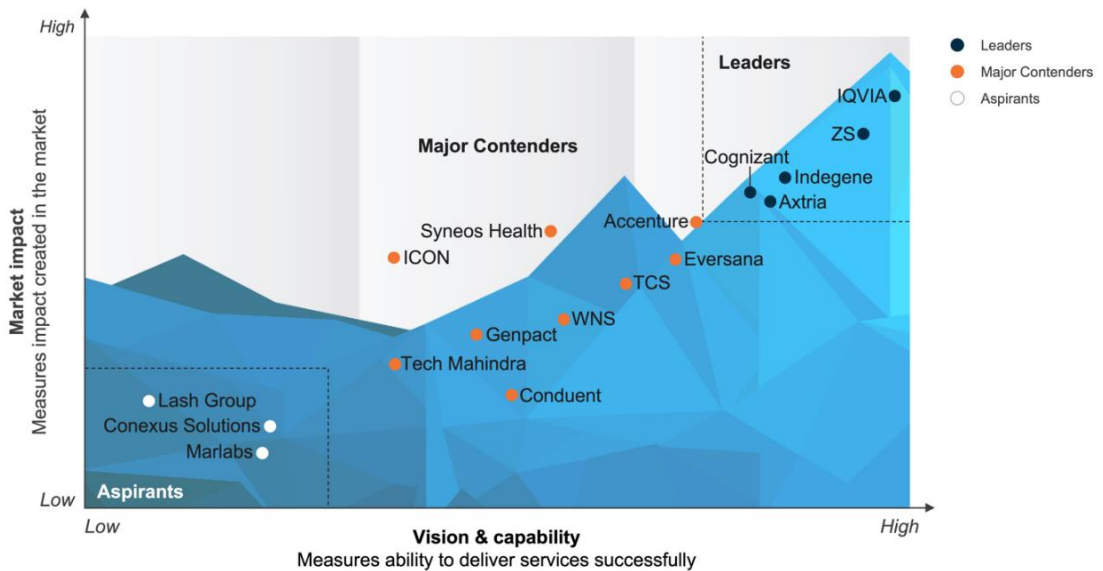 High
Leaders
Leaders
Major Contenders
Aspirants
IQVIA
ZS
Major Contenders
Cognizant
Indegene
Axtria
Syneos Health
Accenture
ICON
Eversana
TCS
WNS
Genpact
Tech Mahindra
Conduent
Lash Group
Conexus Solutions
Marlabs
Aspirants
Market impact
Measures impact created in the market
Low
Low
High
Vision & capability
Measures ability to deliver services successfully